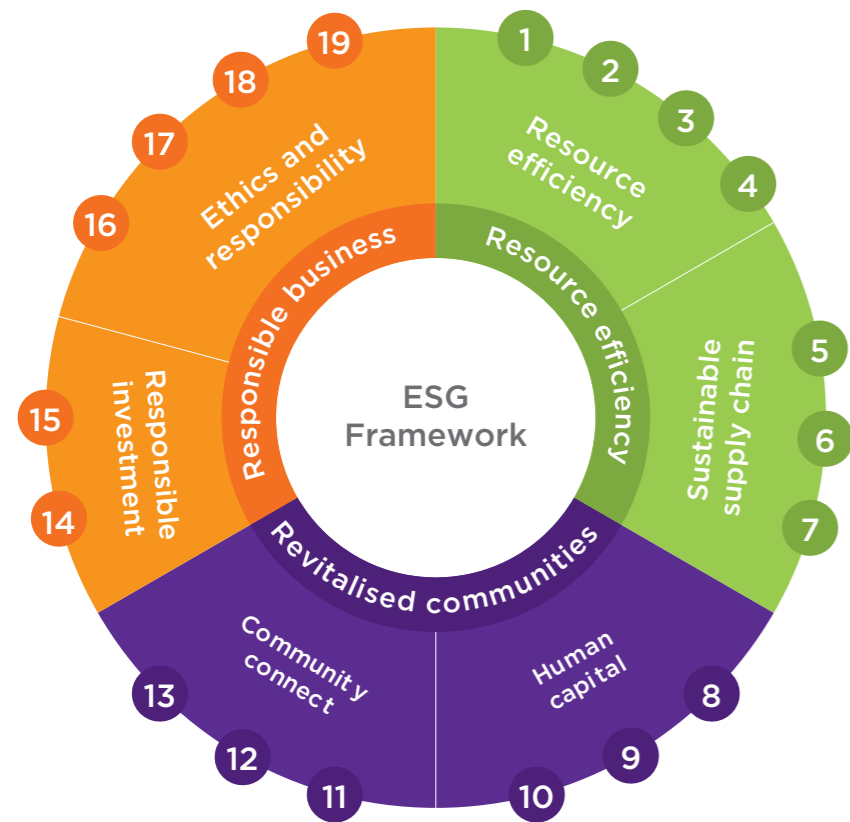 ESG
Framework
Resource efficiency
Resource
efficiency
1
2
3
4
Sustainable
supply chain
5
6
7
Revitalised communities
Human
capital
8
9
10
Community
connect
11
12
13
Responsible business
Responsible
investment
14
15
Ethics and
responsibility
16
17
18
19